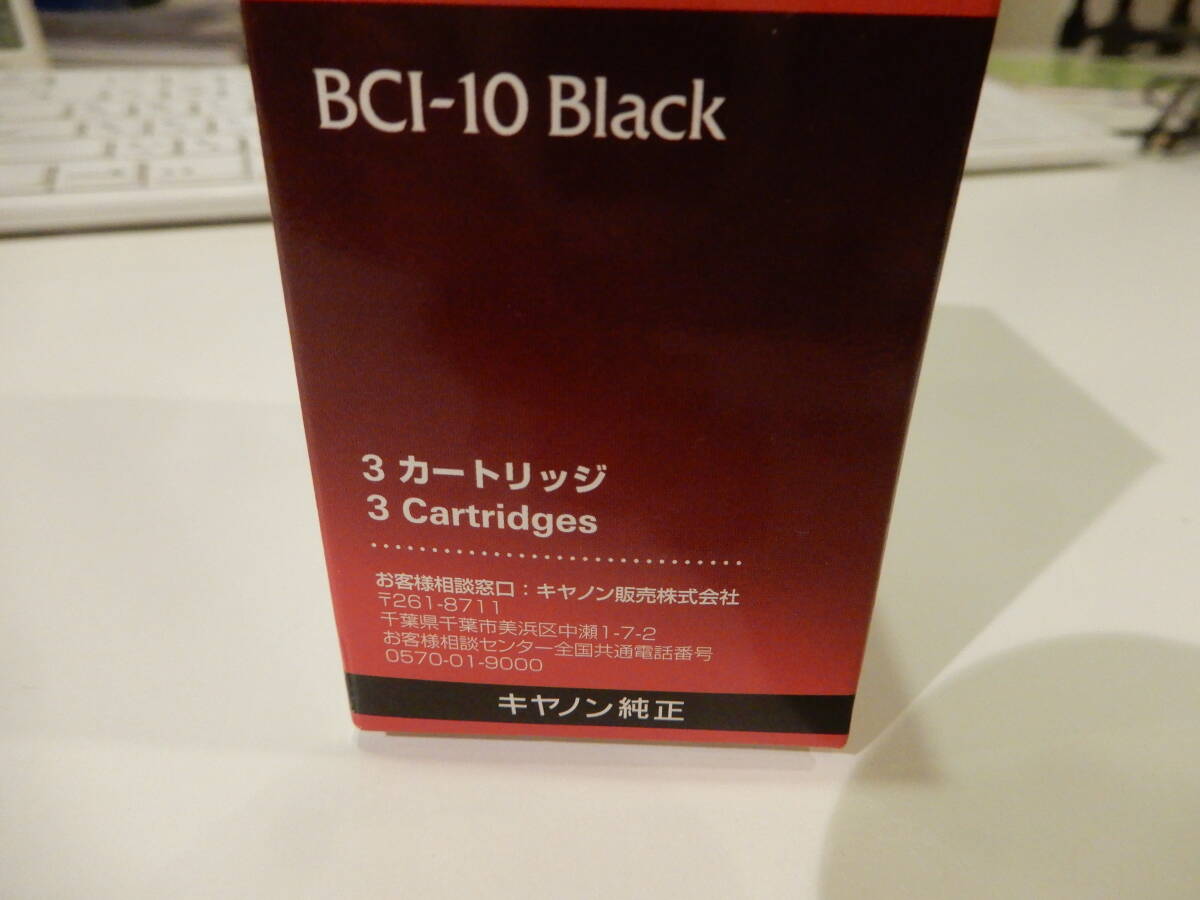 BCI-10 Black
3 カートリッジ
3 Cartridges
お客様相談窓口：キヤノン販売株式会社
〒261-8711
千葉県千葉市美浜区中瀬1-7-2
お客様相談センター全国共通電話番号
0570-01-9000
キヤノン純正